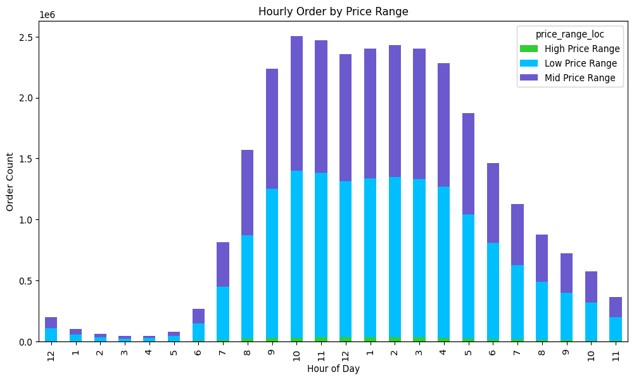 Hourly Order by Price Range
1e6
price_range_loc
High Price Range
Low Price Range
Mid Price Range
2.5
2.0
1.5
1.0
0.5
0.0
Order Count
12 1 2 3 4 5 6 7 8 9 10 11 12 1 2 3 4 5 6 7 8 9 10 11
Hour of Day